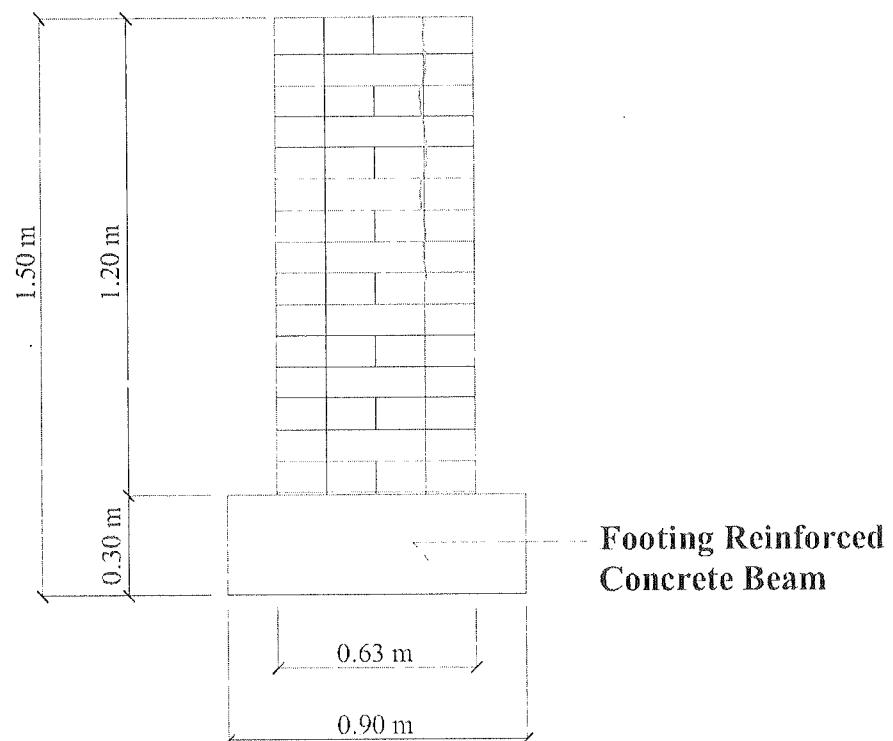 1.50 m
1.20 m
0.30 m
Footing Reinforced
Concrete Beam
0.63 m
0.90 m